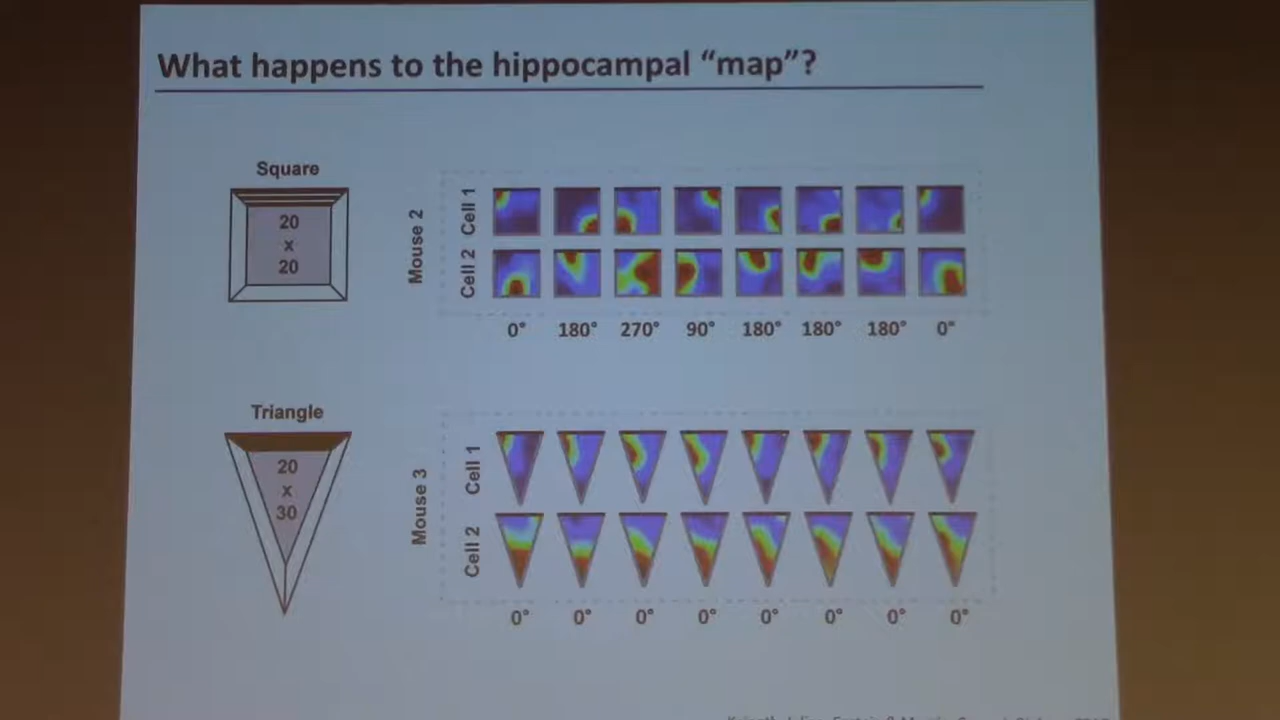 What happens to the hippocampal “map”?
Square
20
x
20
Mouse 2
Cell 1
Cell 2
0° 180° 270° 90° 180° 180° 180° 0°
Triangle
20
x
30
Mouse 3
Cell 1
Cell 2
0° 0° 0° 0° 0° 0° 0° 0°